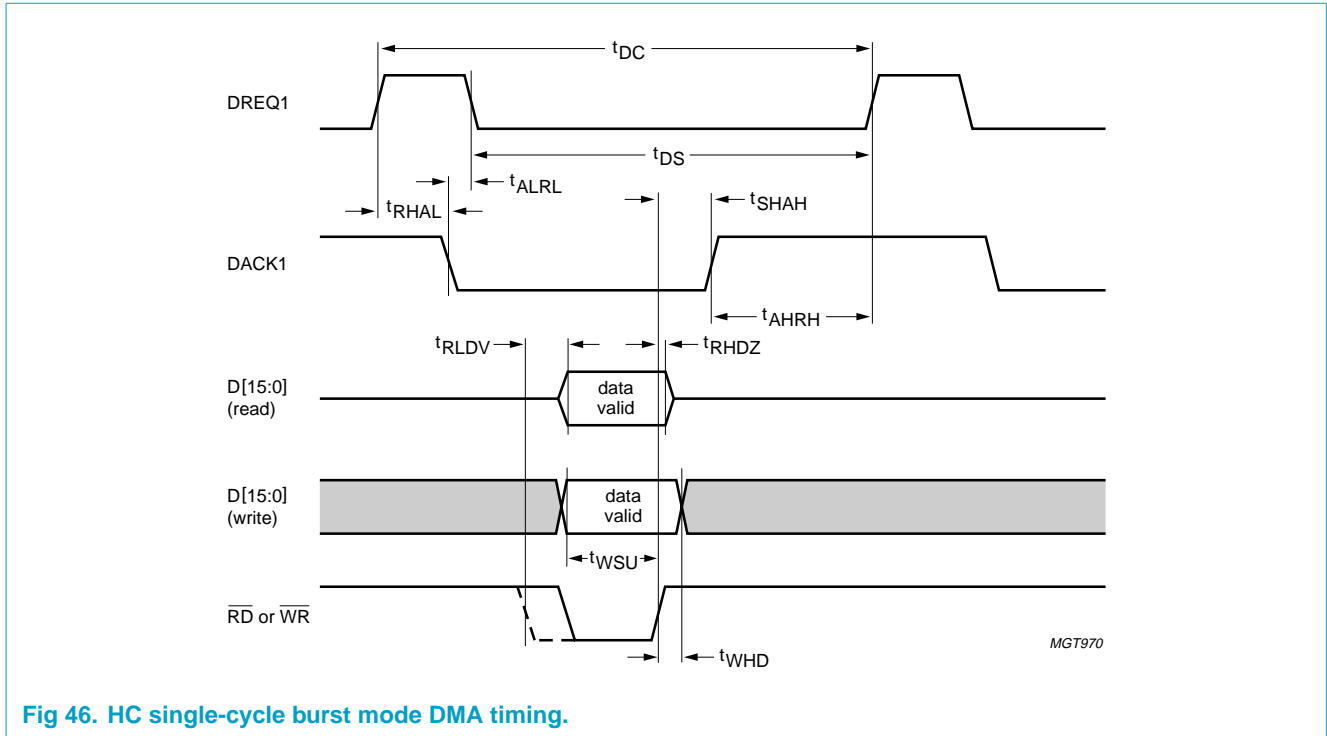 tDC
DREQ1
tDS
tALRL
tSHAH
tRHAL
DACK1
tAHRH
tRLDV
tRHDZ
D[15:0]
(read)
data
valid
D[15:0]
(write)
data
valid
tWSU
RD or WR
MGT970
tWHD
Fig 46. HC single-cycle burst mode DMA timing.